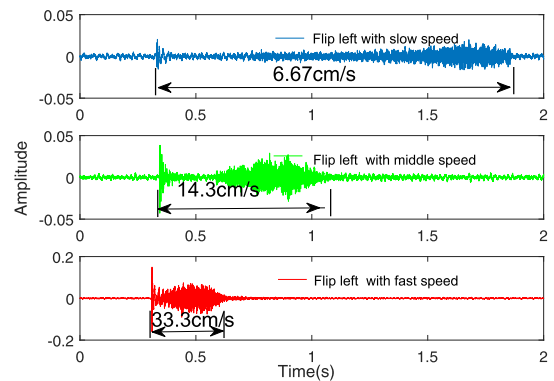 0.05
Flip left with slow speed
0
6.67cm/s
-0.05
0 0.5 1 1.5 2
0.05
Flip left with middle speed
0
14.3cm/s
-0.05
0 0.5 1 1.5 2
Amplitude
0.2
Flip left with fast speed
0
33.3cm/s
-0.2
0 0.5 1 1.5 2
Time(s)